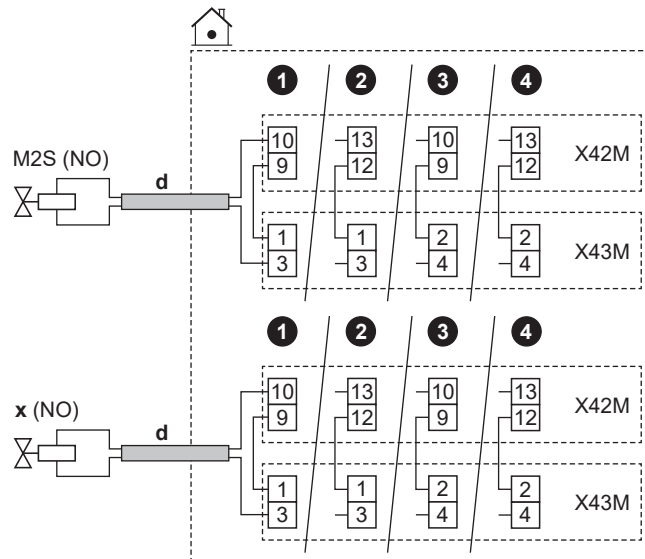 1 2 3 4
M2S (NO)
d
10 13 10 13
9 12 9 12
X42M
1 1 2 2
3 3 4 4
X43M
1 2 3 4
x (NO)
d
10 13 10 13
9 12 9 12
X42M
1 1 2 2
3 3 4 4
X43M